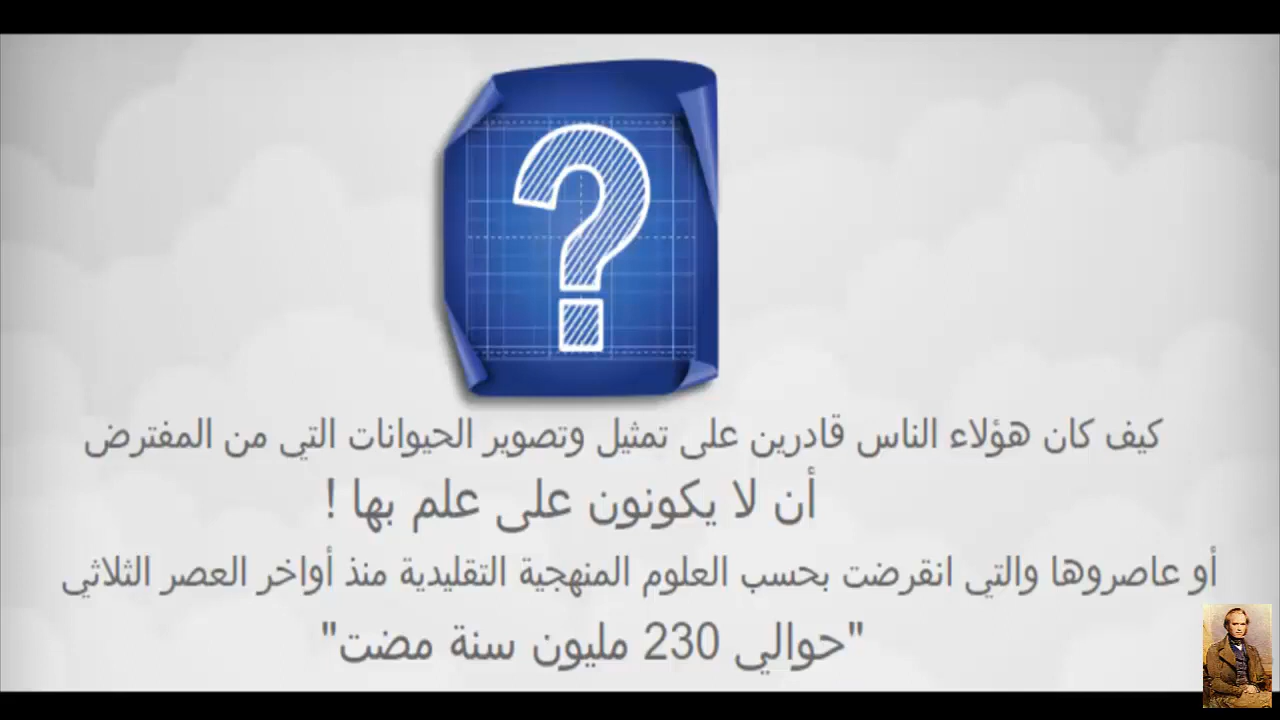 كيف كان هؤلاء الناس قادرين على تمثيل وتصوير الحيوانات التي من المفترض
أن لا يكونون على علم بها !
أو عاصروها والتي انقرضت بحسب العلوم المنهجية التقليدية منذ أواخر العصر الثلاثي
"حوالي 230 مليون سنة مضت"